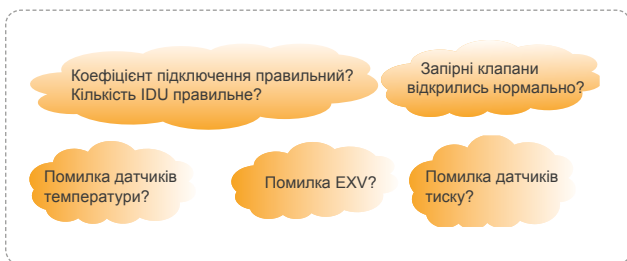 Коефіцієнт підключення правильний?
Кількість IDU правильне?
Запірні клапани
відкрились нормально?
Помилка датчиків
температури?
Помилка EXV?
Помилка датчиків
тиску?